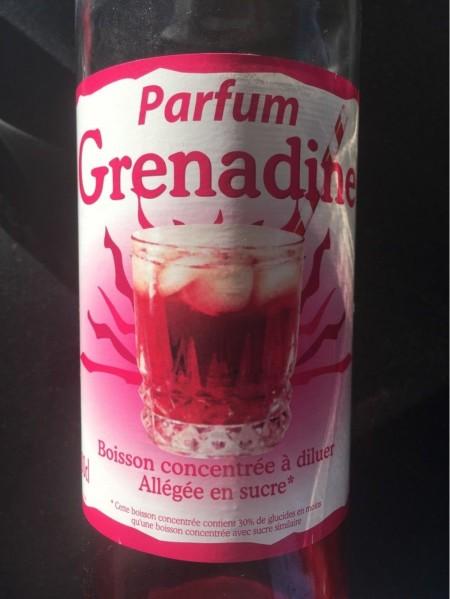 Parfum
Grenadine
Boisson concentrée à diluer
Allégée en sucre*
* Cette boisson concentrée contient 30% de glucides en moins
qu'une boisson concentrée avec sucre similaire